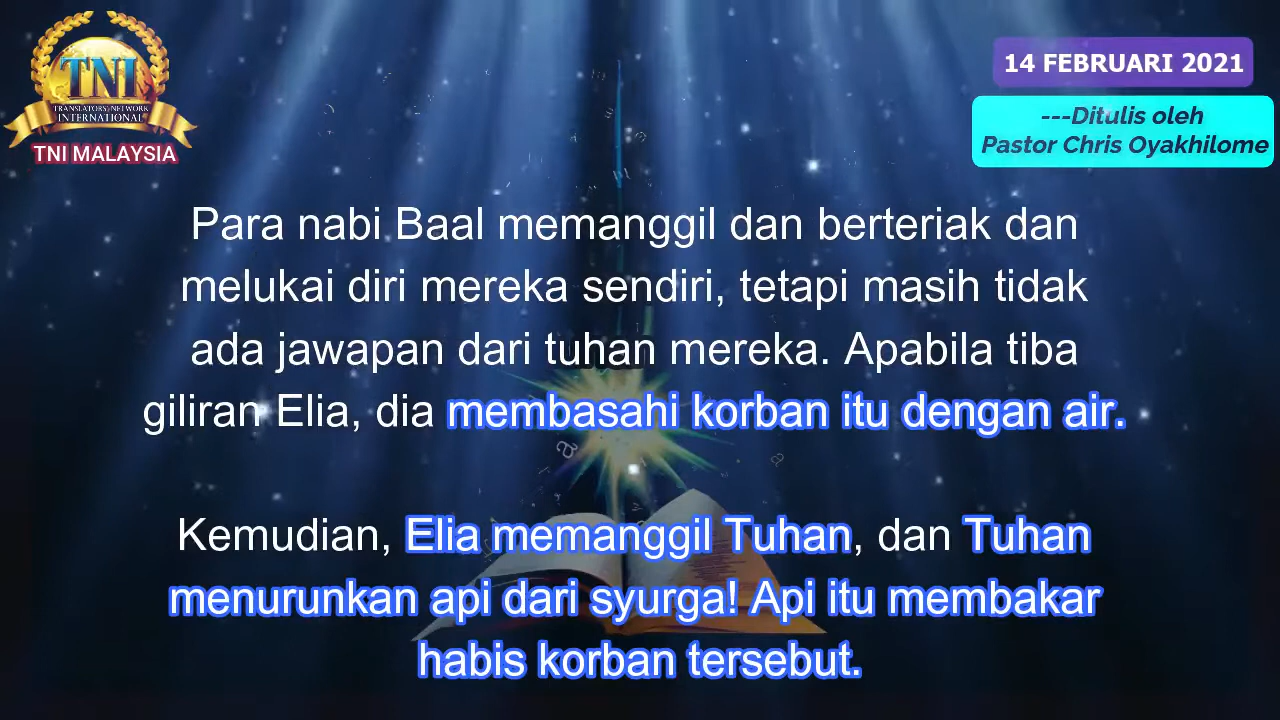 TNI
TRANSLATORS NETWORK
INTERNATIONAL
TNI MALAYSIA
14 FEBRUARI 2021
---Ditulis oleh
Pastor Chris Oyakhilome
Para nabi Baal memanggil dan berteriak dan
melukai diri mereka sendiri, tetapi masih tidak
ada jawapan dari tuhan mereka. Apabila tiba
giliran Elia, dia membasahi korban itu dengan air.
Kemudian, Elia memanggil Tuhan, dan Tuhan
menurunkan api dari syurga! Api itu membakar
habis korban tersebut.